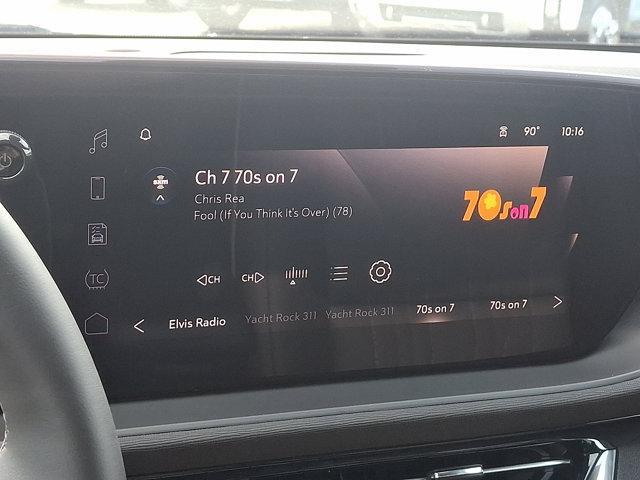 90° 10:16
sxm
Ch 7 70s on 7
Chris Rea
Fool (If You Think It's Over) (78)
70s on 7
TC
CH CH
Elvis Radio Yacht Rock 311 Yacht Rock 311 70s on 7 70s on 7